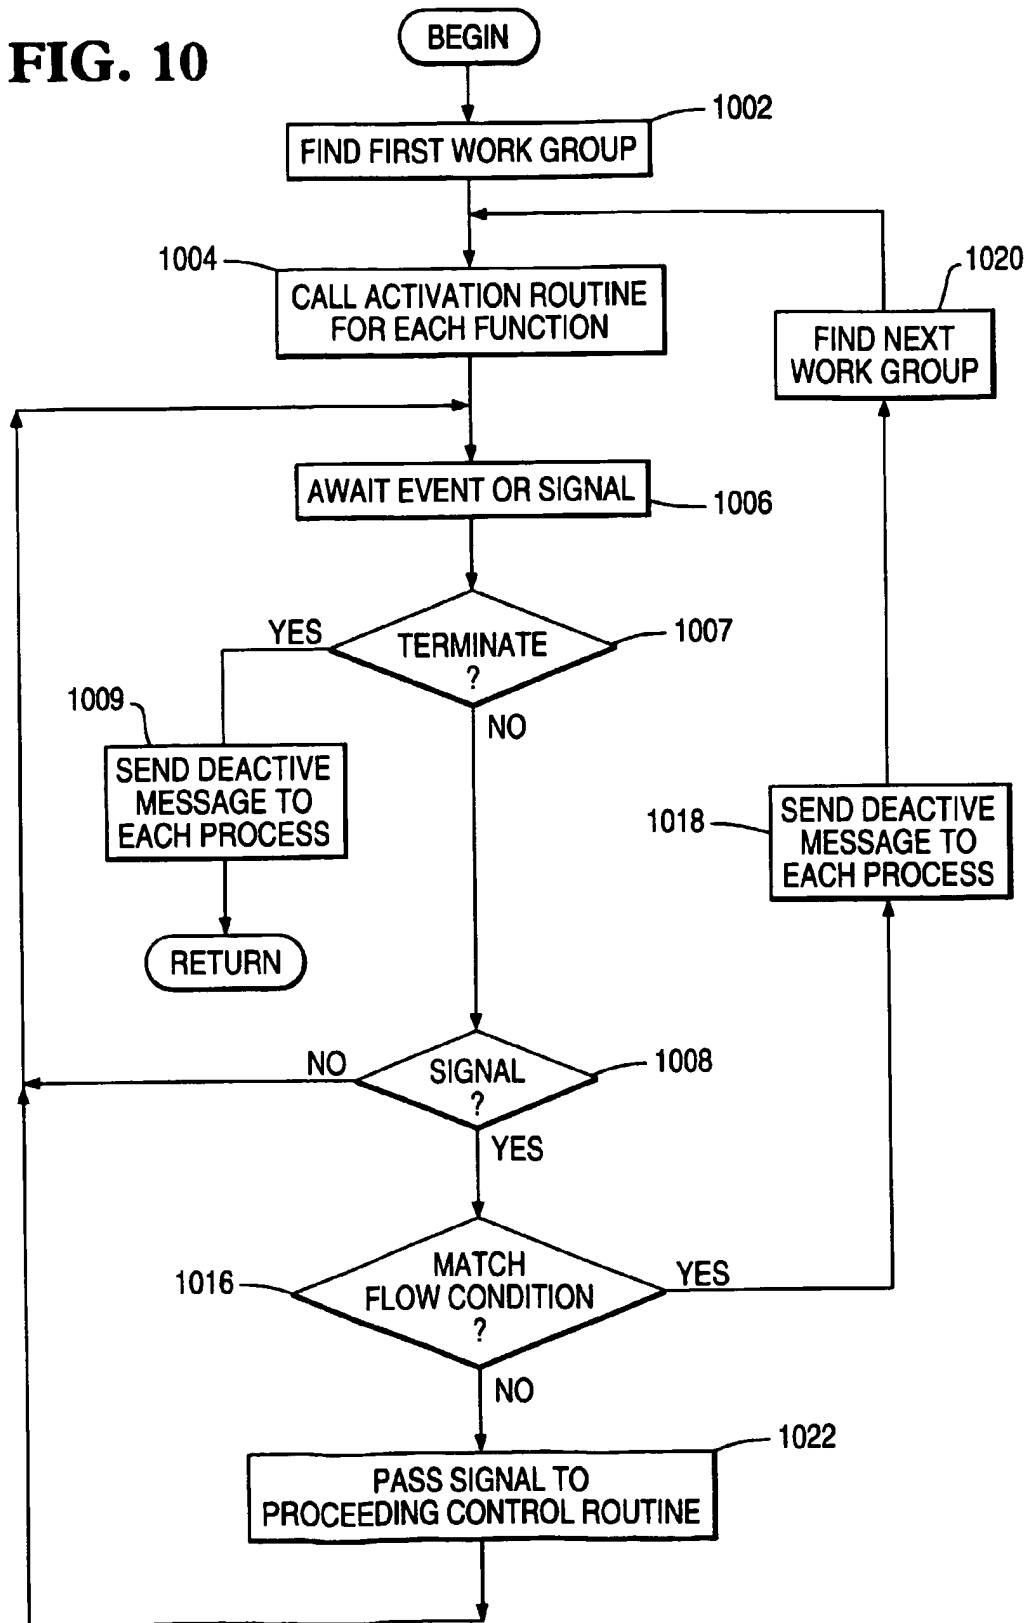 FIG. 10
BEGIN
1002
FIND FIRST WORK GROUP
1004
CALL ACTIVATION ROUTINE
FOR EACH FUNCTION
1020
FIND NEXT
WORK GROUP
AWAIT EVENT OR SIGNAL
1006
YES
TERMINATE
?
1007
NO
1009
SEND DEACTIVE
MESSAGE TO
EACH PROCESS
1018
SEND DEACTIVE
MESSAGE TO
EACH PROCESS
RETURN
NO
SIGNAL
?
1008
YES
1016
MATCH
FLOW CONDITION
?
YES
NO
1022
PASS SIGNAL TO
PROCEEDING CONTROL ROUTINE